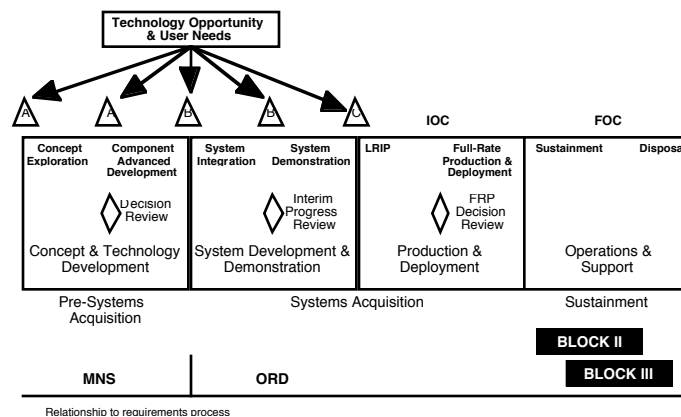 Technology Opportunity
& User Needs
A
A
B
B
C
IOC
FOC
Concept
Exploration
Component
Advanced
Development
System
Integration
System
Demonstration
LRIP
Full-Rate
Production &
Deployment
Sustainment
Disposa
Decision
Review
Interim
Progress
Review
FRP
Decision
Review
Concept & Technology
Development
System Development &
Demonstration
Production &
Deployment
Operations &
Support
Pre-Systems
Acquisition
Systems Acquisition
Sustainment
BLOCK II
BLOCK III
MNS
ORD
Relationship to requirements process